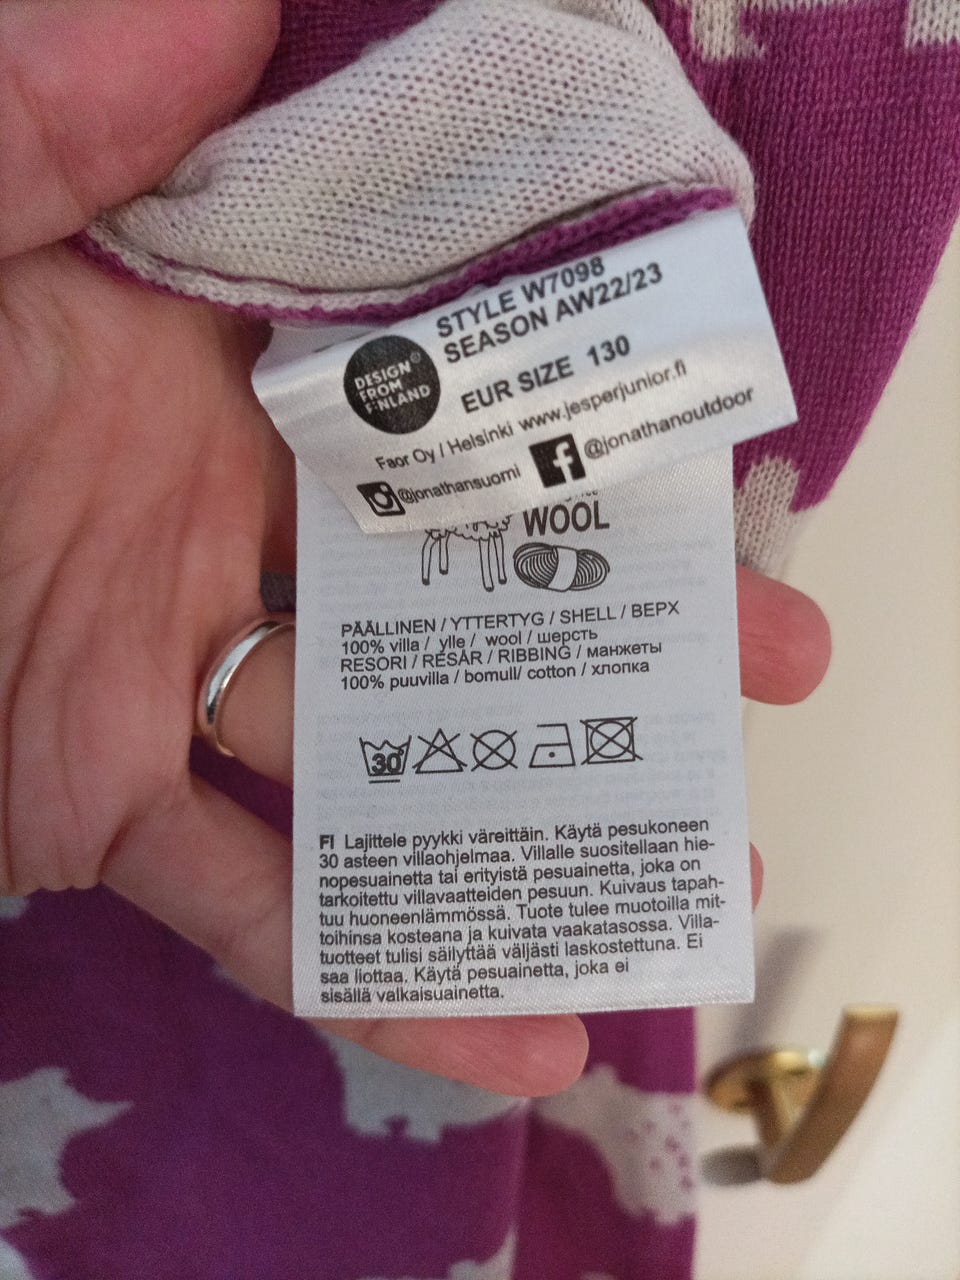 STYLE W7098
SEASON AW22/23
EUR SIZE 130
DESIGN
FROM
FINLAND
Faor Oy / Helsinki www.jesperjunior.fi
@jonathansuomi @jonathanoutdoor
WOOL
PÄÄLLINEN / YTTERTYG / SHELL / ВЕРХ
100% villa / ylle / wool / шерсть
RESORI / RESÅR / RIBBING / манжеты
100% puuvilla / bomull/ cotton / хлопка
30°
FI Lajittele pyykki väreittäin. Käytä pesukoneen
30 asteen villaohjelmaa. Villalle suositellaan hie-
nopesuainetta tai erityistä pesuainetta, joka on
tarkoitettu villavaatteiden pesuun. Kuivaus tapah-
tuu huoneenlämmössä. Tuote tulee muotoilla mit-
toihinsa kosteana ja kuivata vaakatasossa. Villa-
tuotteet tulisi säilyttää väljästi laskostettuna. Ei
saa liottaa. Käytä pesuainetta, joka ei
sisällä valkaisuainetta.